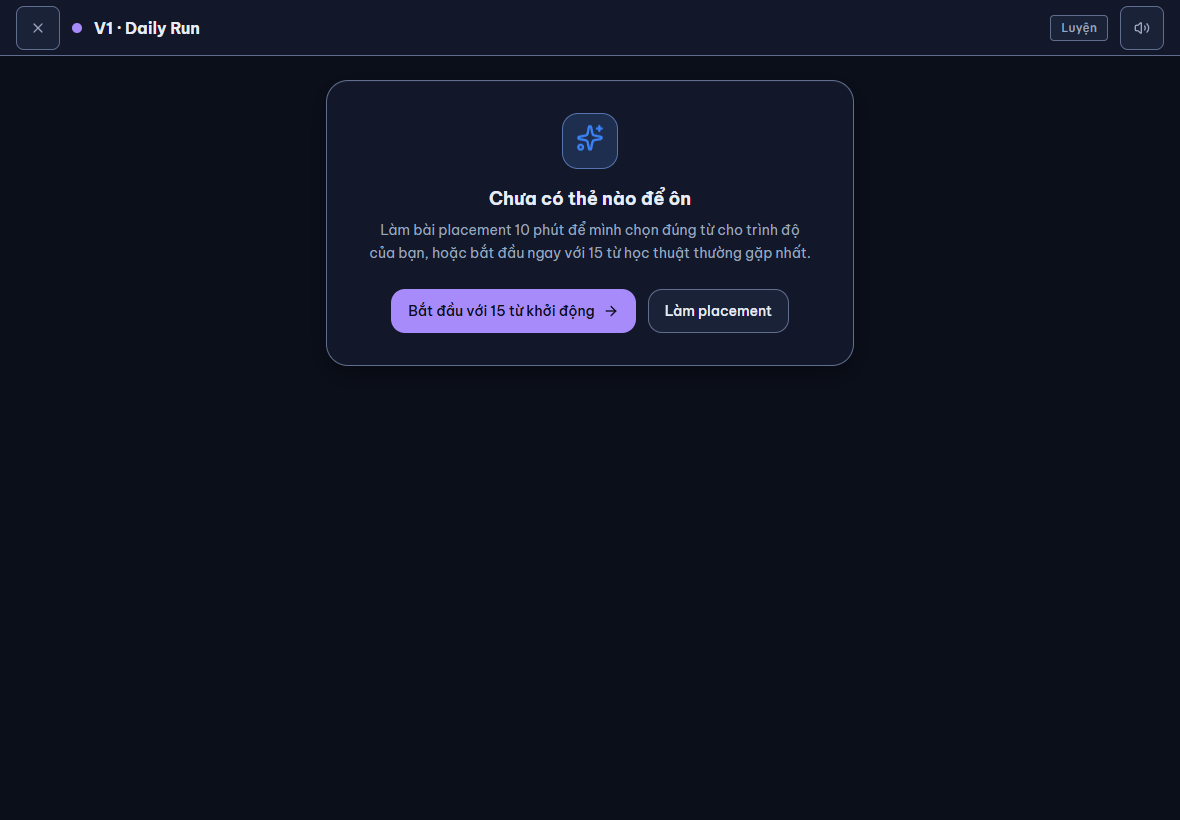 V1 · Daily Run
Luyện
Chưa có thẻ nào để ôn
Làm bài placement 10 phút để mình chọn đúng từ cho trình độ
của bạn, hoặc bắt đầu ngay với 15 từ học thuật thường gặp nhất.
Bắt đầu với 15 từ khởi động →
Làm placement